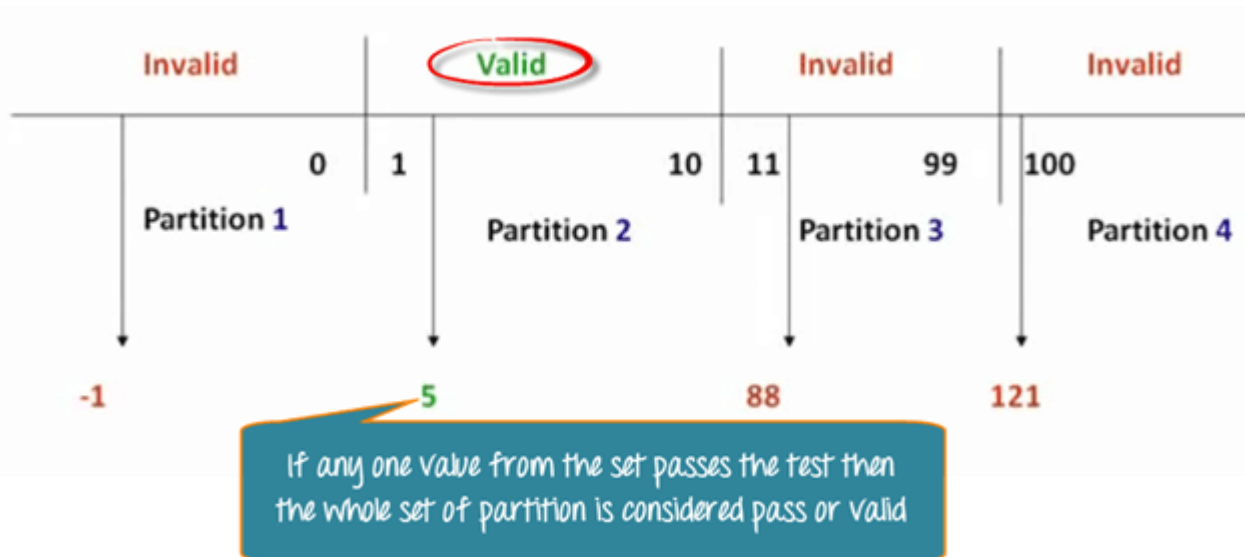 Invalid Valid Invalid Invalid
0 1 10 11 99 100
Partition 1 Partition 2 Partition 3 Partition 4
-1 5 88 121
If any one value from the set passes the test then
the whole set of partition is considered pass or valid